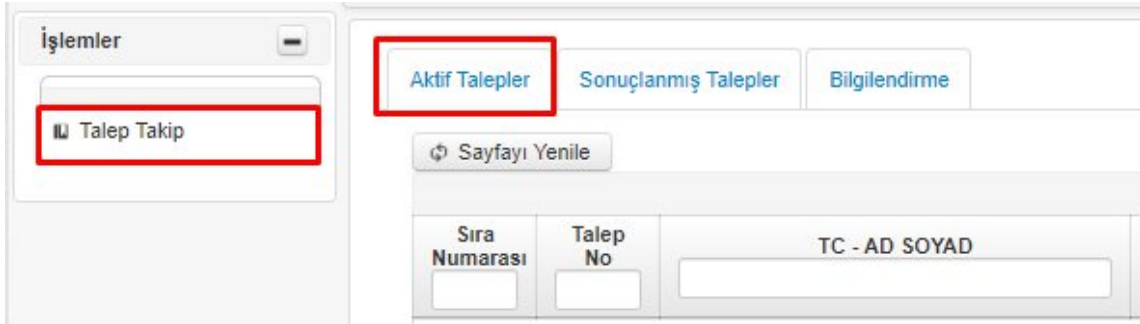 İşlemler
Talep Takip
Aktif Talepler
Sonuçlanmış Talepler
Bilgilendirme
Sayfayı Yenile
Sıra
Numarası
Talep
No
TC - AD SOYAD